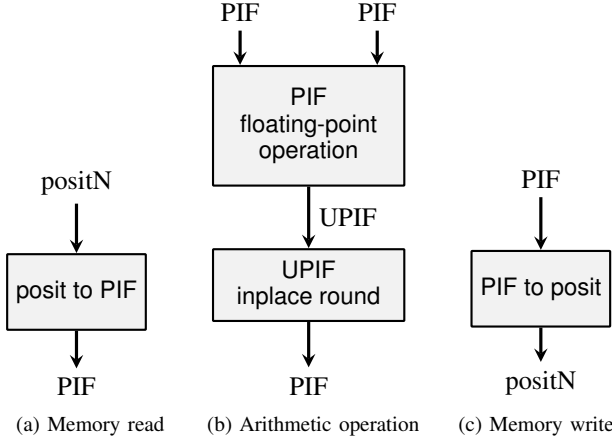 positN
posit to PIF
PIF
(a) Memory read
PIF PIF
PIF
floating-point
operation
UPIF
UPIF
inplace round
PIF
(b) Arithmetic operation
PIF
PIF to posit
positN
(c) Memory write